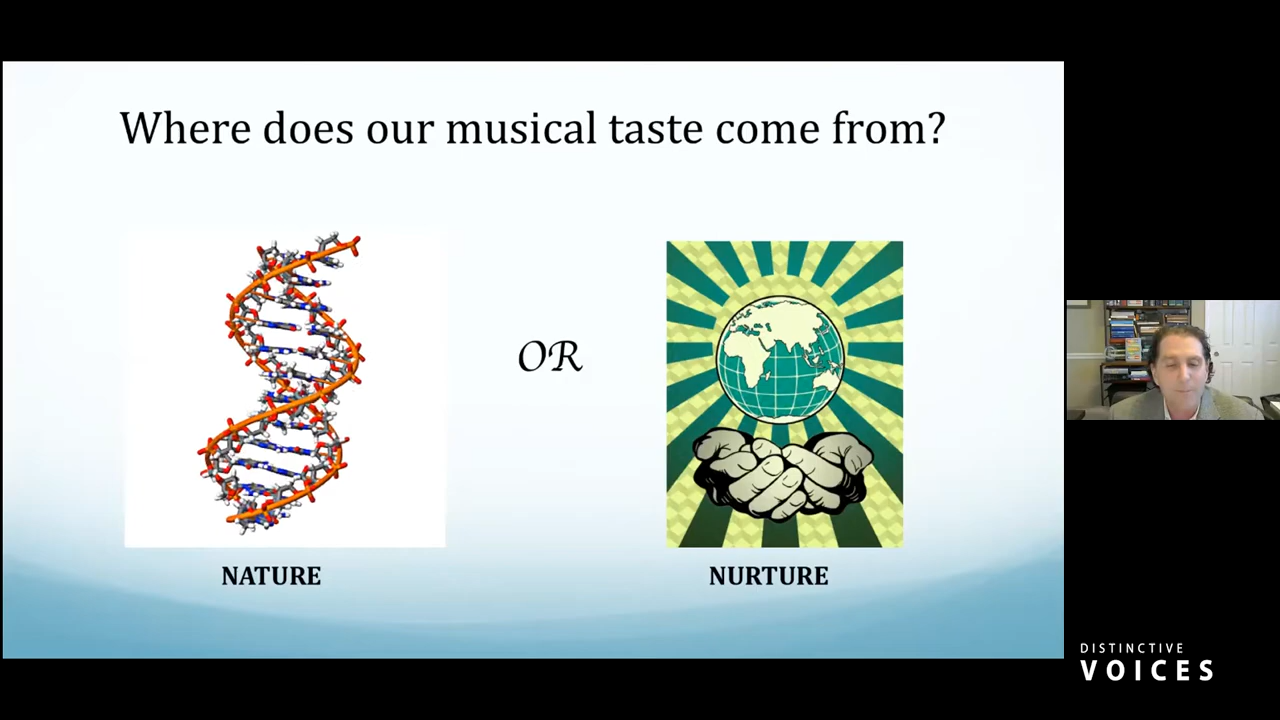 Where does our musical taste come from?
OR
NATURE
NURTURE
DISTINCTIVE
VOICES